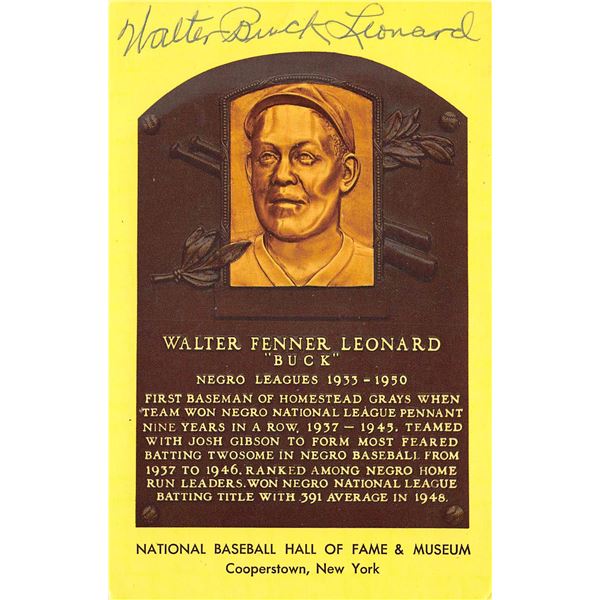 Walter Buck Leonard
WALTER FENNER LEONARD
"BUCK"
NEGRO LEAGUES 1933 - 1950
FIRST BASEMAN OF HOMESTEAD GRAYS WHEN
TEAM WON NEGRO NATIONAL LEAGUE PENNANT
NINE YEARS IN A ROW, 1937 - 1945. TEAMED
WITH JOSH GIBSON TO FORM MOST FEARED
BATTING TWOSOME IN NEGRO BASEBALL FROM
1937 TO 1946. RANKED AMONG NEGRO HOME
RUN LEADERS. WON NEGRO NATIONAL LEAGUE
BATTING TITLE WITH .391 AVERAGE IN 1948.
NATIONAL BASEBALL HALL OF FAME & MUSEUM
Cooperstown, New York